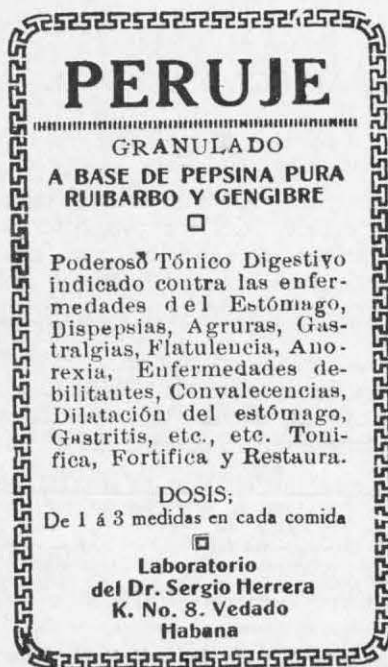 PERUJE
GRANULADO
A BASE DE PEPSINA PURA
RUIBARBO Y GENGIBRE
Poderoso Tónico Digestivo
indicado contra las enfer-
medades del Estómago,
Dispepsias, Agruras, Gas-
tralgias, Flatulencia, Ano-
rexia, Enfermedades de-
bilitantes, Convalecencias,
Dilatación del estómago,
Gastritis, etc., etc. Toni-
fica, Fortifica y Restaura.
DOSIS;
De 1 á 3 medidas en cada comida
Laboratorio
del Dr. Sergio Herrera
K. No. 8. Vedado
Habana